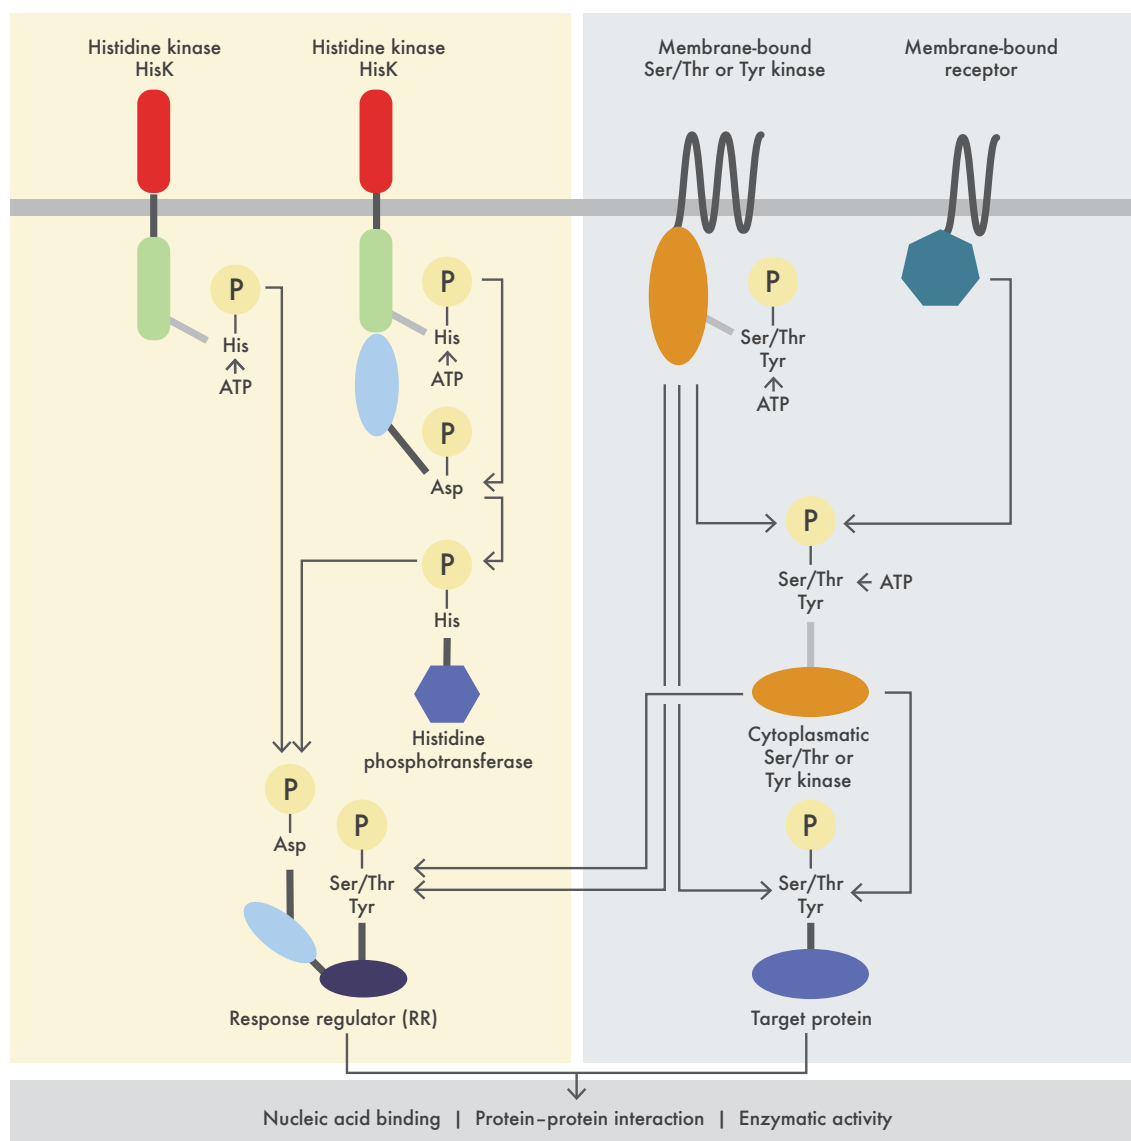 Histidine kinase
HisK
Histidine kinase
HisK
Membrane-bound
Ser/Thr or Tyr kinase
Membrane-bound
receptor
P
His
ATP
P
His
ATP
P
Asp
P
His
Histidine
phosphotransferase
P
Asp
P
Ser/Thr
Tyr
Response regulator (RR)
P
Ser/Thr
Tyr
ATP
P
Ser/Thr
Tyr
ATP
Cytoplasmatic
Ser/Thr or
Tyr kinase
P
Ser/Thr
Tyr
Target protein
Nucleic acid binding | Protein–protein interaction | Enzymatic activity